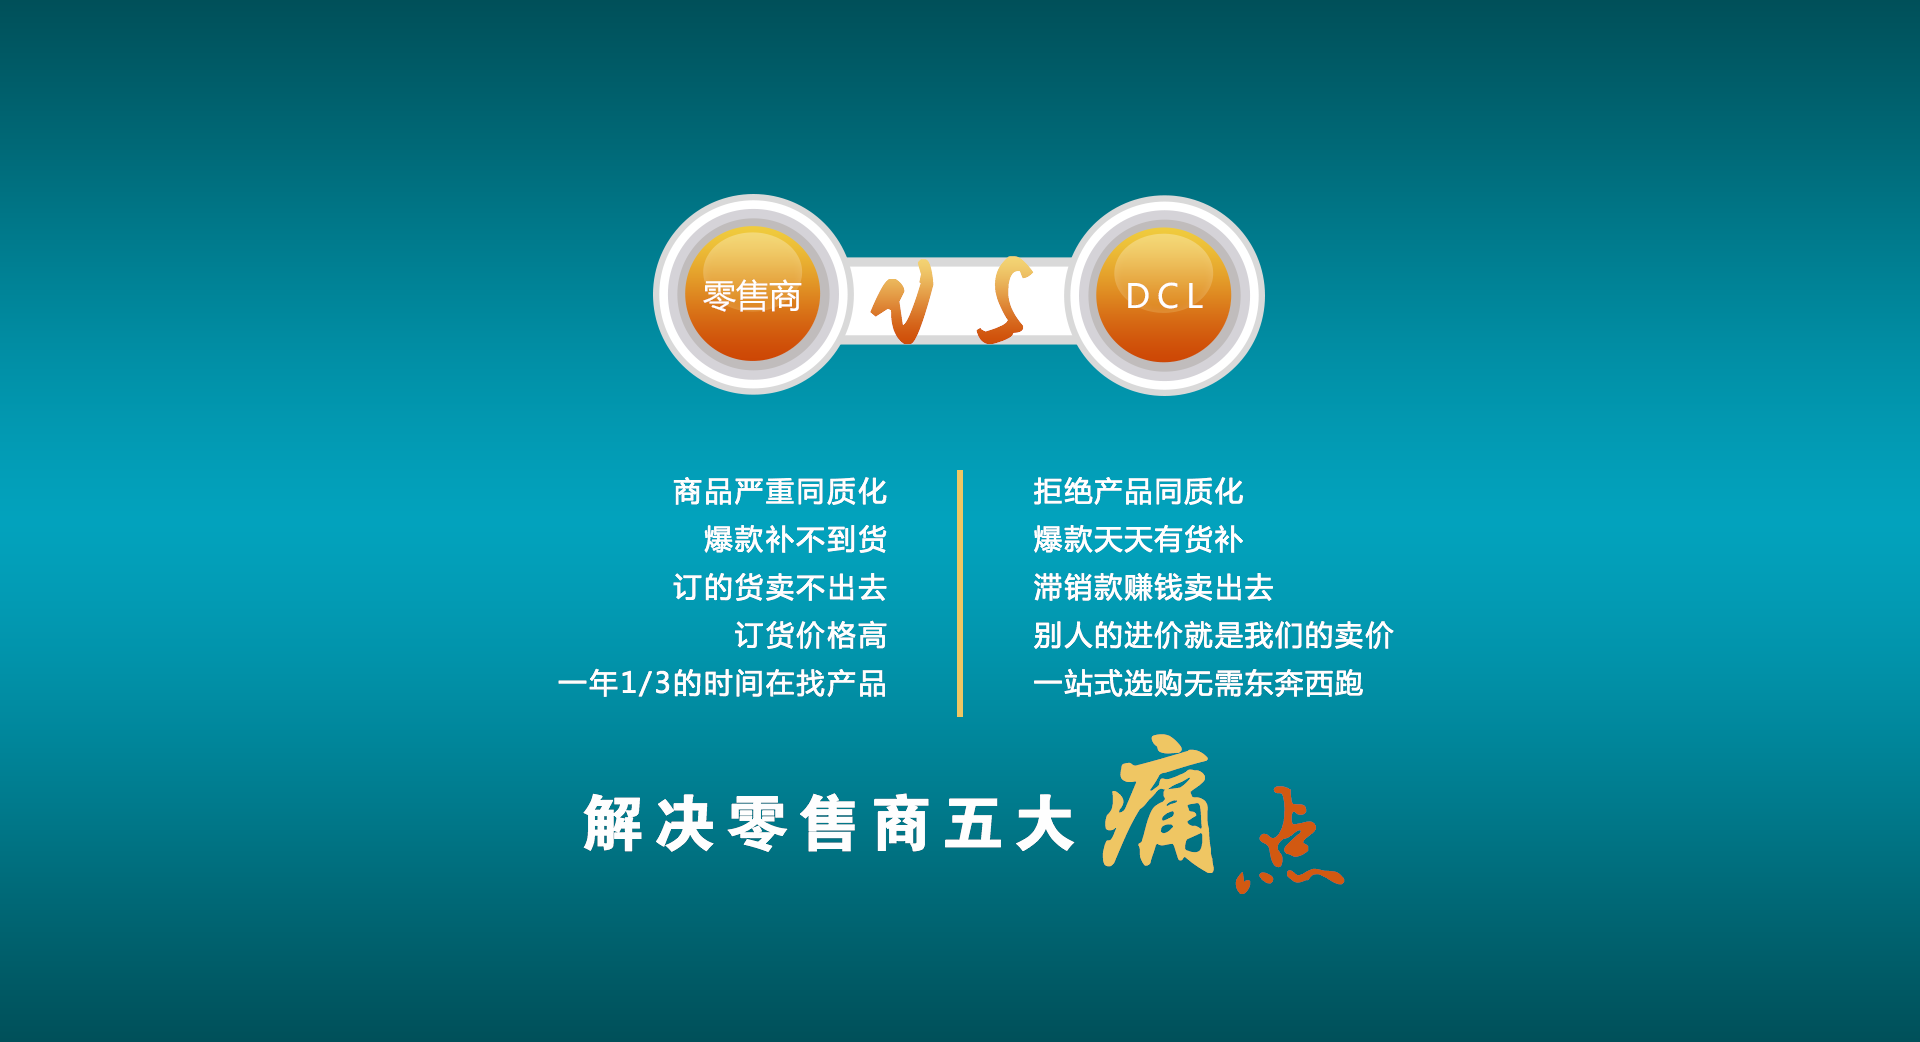 零售商 VS DCL
商品严重同质化
爆款补不到货
订的货卖不出去
订货价格高
一年1/3的时间在找产品
拒绝产品同质化
爆款天天有货补
滞销款赚钱卖出去
别人的进价就是我们的卖价
一站式选购无需东奔西跑
解决零售商五大痛点